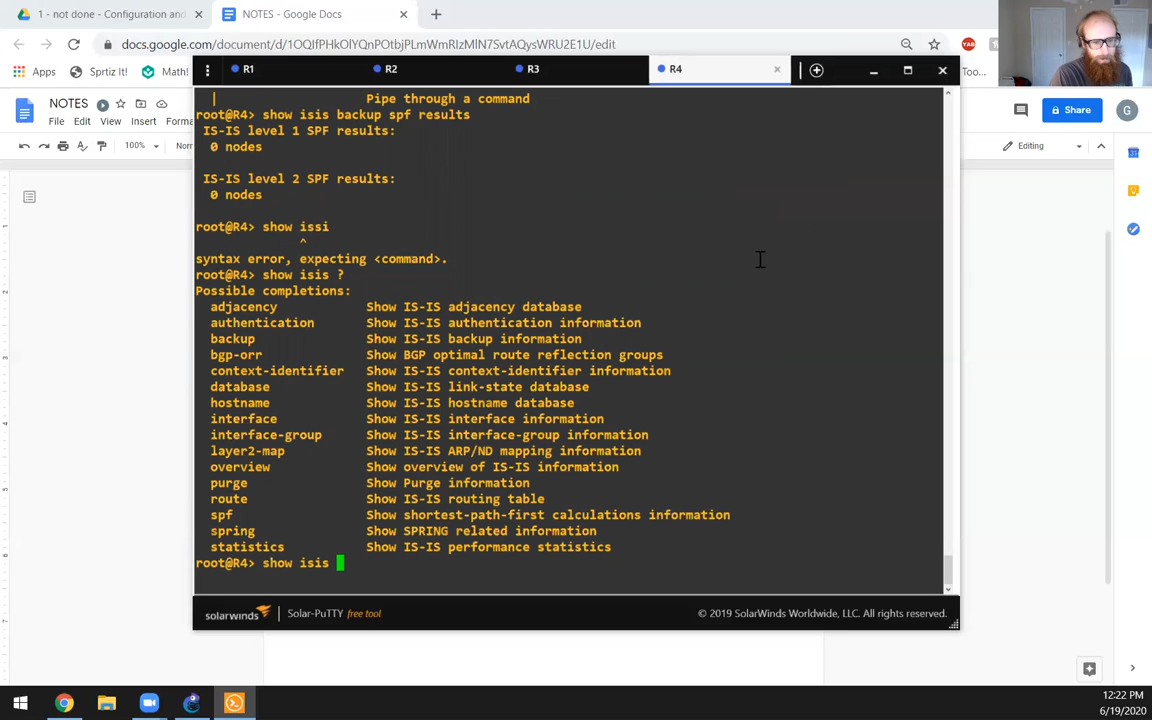 1 - not done - Configuration and
NOTES - Google Docs
docs.google.com/document/d/1OQIfPHkOlYQnPOtbjPLmWmRIzMlN7SvtAQysWRU2E1U/edit
YAB
Apps
Sprtiz It!
Math!
Too...
R1
R2
R3
R4
NOTES
File
Edit
View
Insert
Forma
Share
G
100%
Nor
Editing
| Pipe through a command
root@R4> show isis backup spf results
IS-IS level 1 SPF results:
0 nodes
IS-IS level 2 SPF results:
0 nodes
root@R4> show issi
^
syntax error, expecting <command>.
root@R4> show isis ?
Possible completions:
adjacency Show IS-IS adjacency database
authentication Show IS-IS authentication information
backup Show IS-IS backup information
bgp-orr Show BGP optimal route reflection groups
context-identifier Show IS-IS context-identifier information
database Show IS-IS link-state database
hostname Show IS-IS hostname database
interface Show IS-IS interface information
interface-group Show IS-IS interface-group information
layer2-map Show IS-IS ARP/ND mapping information
overview Show overview of IS-IS information
purge Show Purge information
route Show IS-IS routing table
spf Show shortest-path-first calculations information
spring Show SPRING related information
statistics Show IS-IS performance statistics
root@R4> show isis
solarwinds Solar-PuTTY free tool
© 2019 SolarWinds Worldwide, LLC. All rights reserved.
12:22 PM
6/19/2020